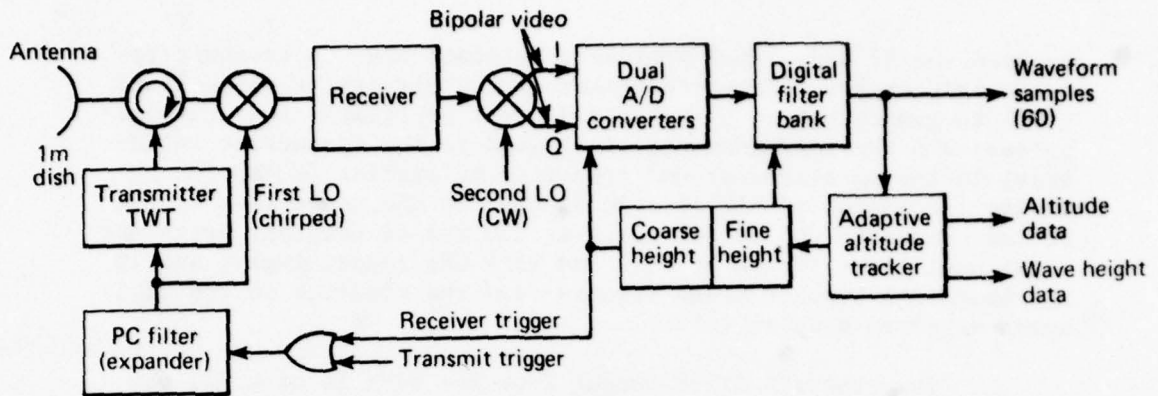 Bipolar video
Antenna
I
Receiver
Dual
A/D
converters
Digital
filter
bank
Waveform
samples
(60)
Q
1m
dish
Transmitter
TWT
First LO
(chirped)
Second LO
(CW)
Coarse
height
Fine
height
Adaptive
altitude
tracker
Altitude
data
Wave height
data
PC filter
(expander)
Receiver trigger
Transmit trigger